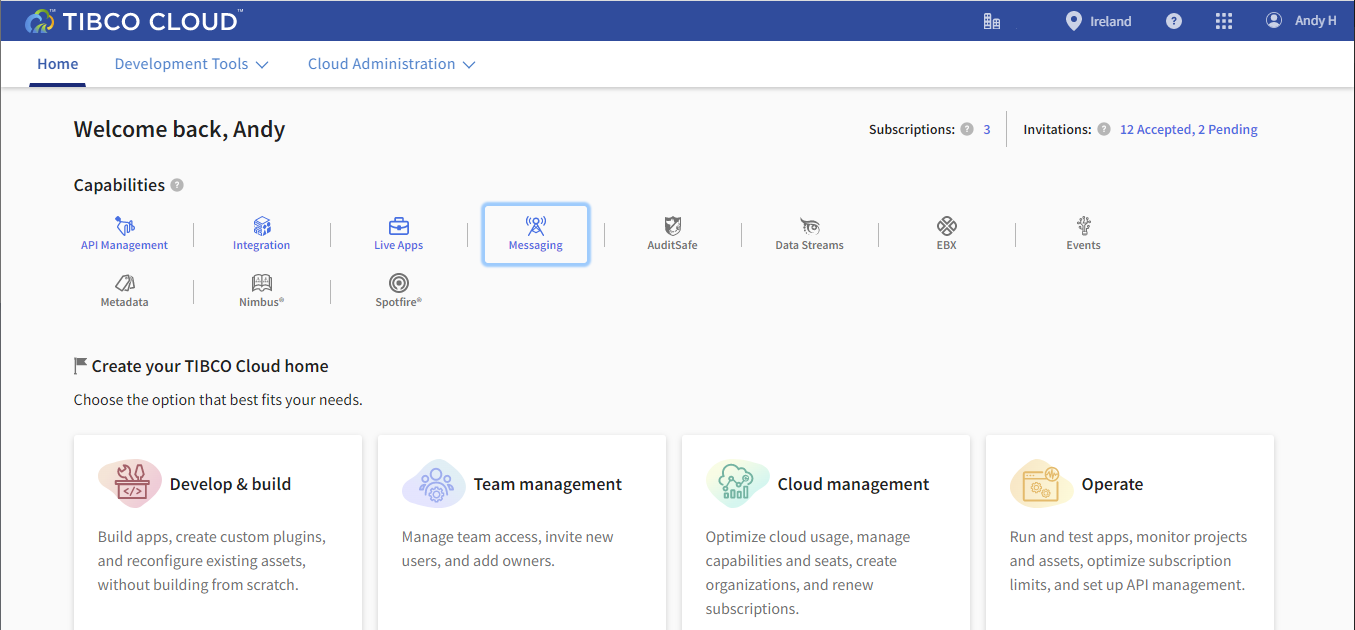 TIBCO CLOUD™
Ireland
?
Andy H
Home
Development Tools
Cloud Administration
Welcome back, Andy
Subscriptions: ? 3
Invitations: ? 12 Accepted, 2 Pending
Capabilities ?
API Management
Integration
Live Apps
Messaging
AuditSafe
Data Streams
EBX
Events
Metadata
Nimbus®
Spotfire®
Create your TIBCO Cloud home
Choose the option that best fits your needs.
Develop & build
Build apps, create custom plugins,
and reconfigure existing assets,
without building from scratch.
Team management
Manage team access, invite new
users, and add owners.
Cloud management
Optimize cloud usage, manage
capabilities and seats, create
organizations, and renew
subscriptions.
Operate
Run and test apps, monitor projects
and assets, optimize subscription
limits, and set up API management.